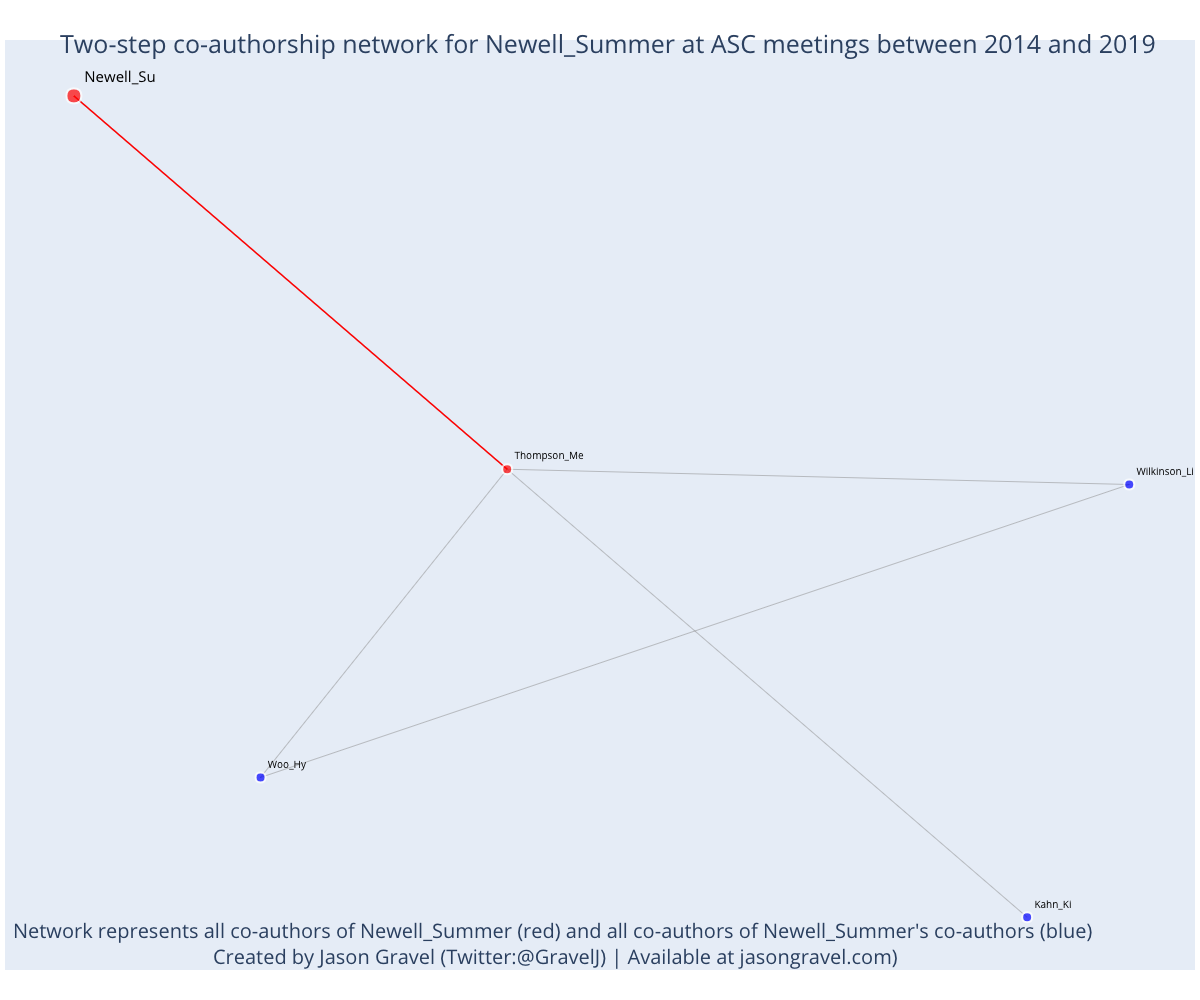 Two-step co-authorship network for Newell_Summer at ASC meetings between 2014 and 2019
Newell_Su
Thompson_Me
Wilkinson_Li
Woo_Hy
Kahn_Ki
Network represents all co-authors of Newell_Summer (red) and all co-authors of Newell_Summer's co-authors (blue)
Created by Jason Gravel (Twitter:@GravelJ) | Available at jasongravel.com)